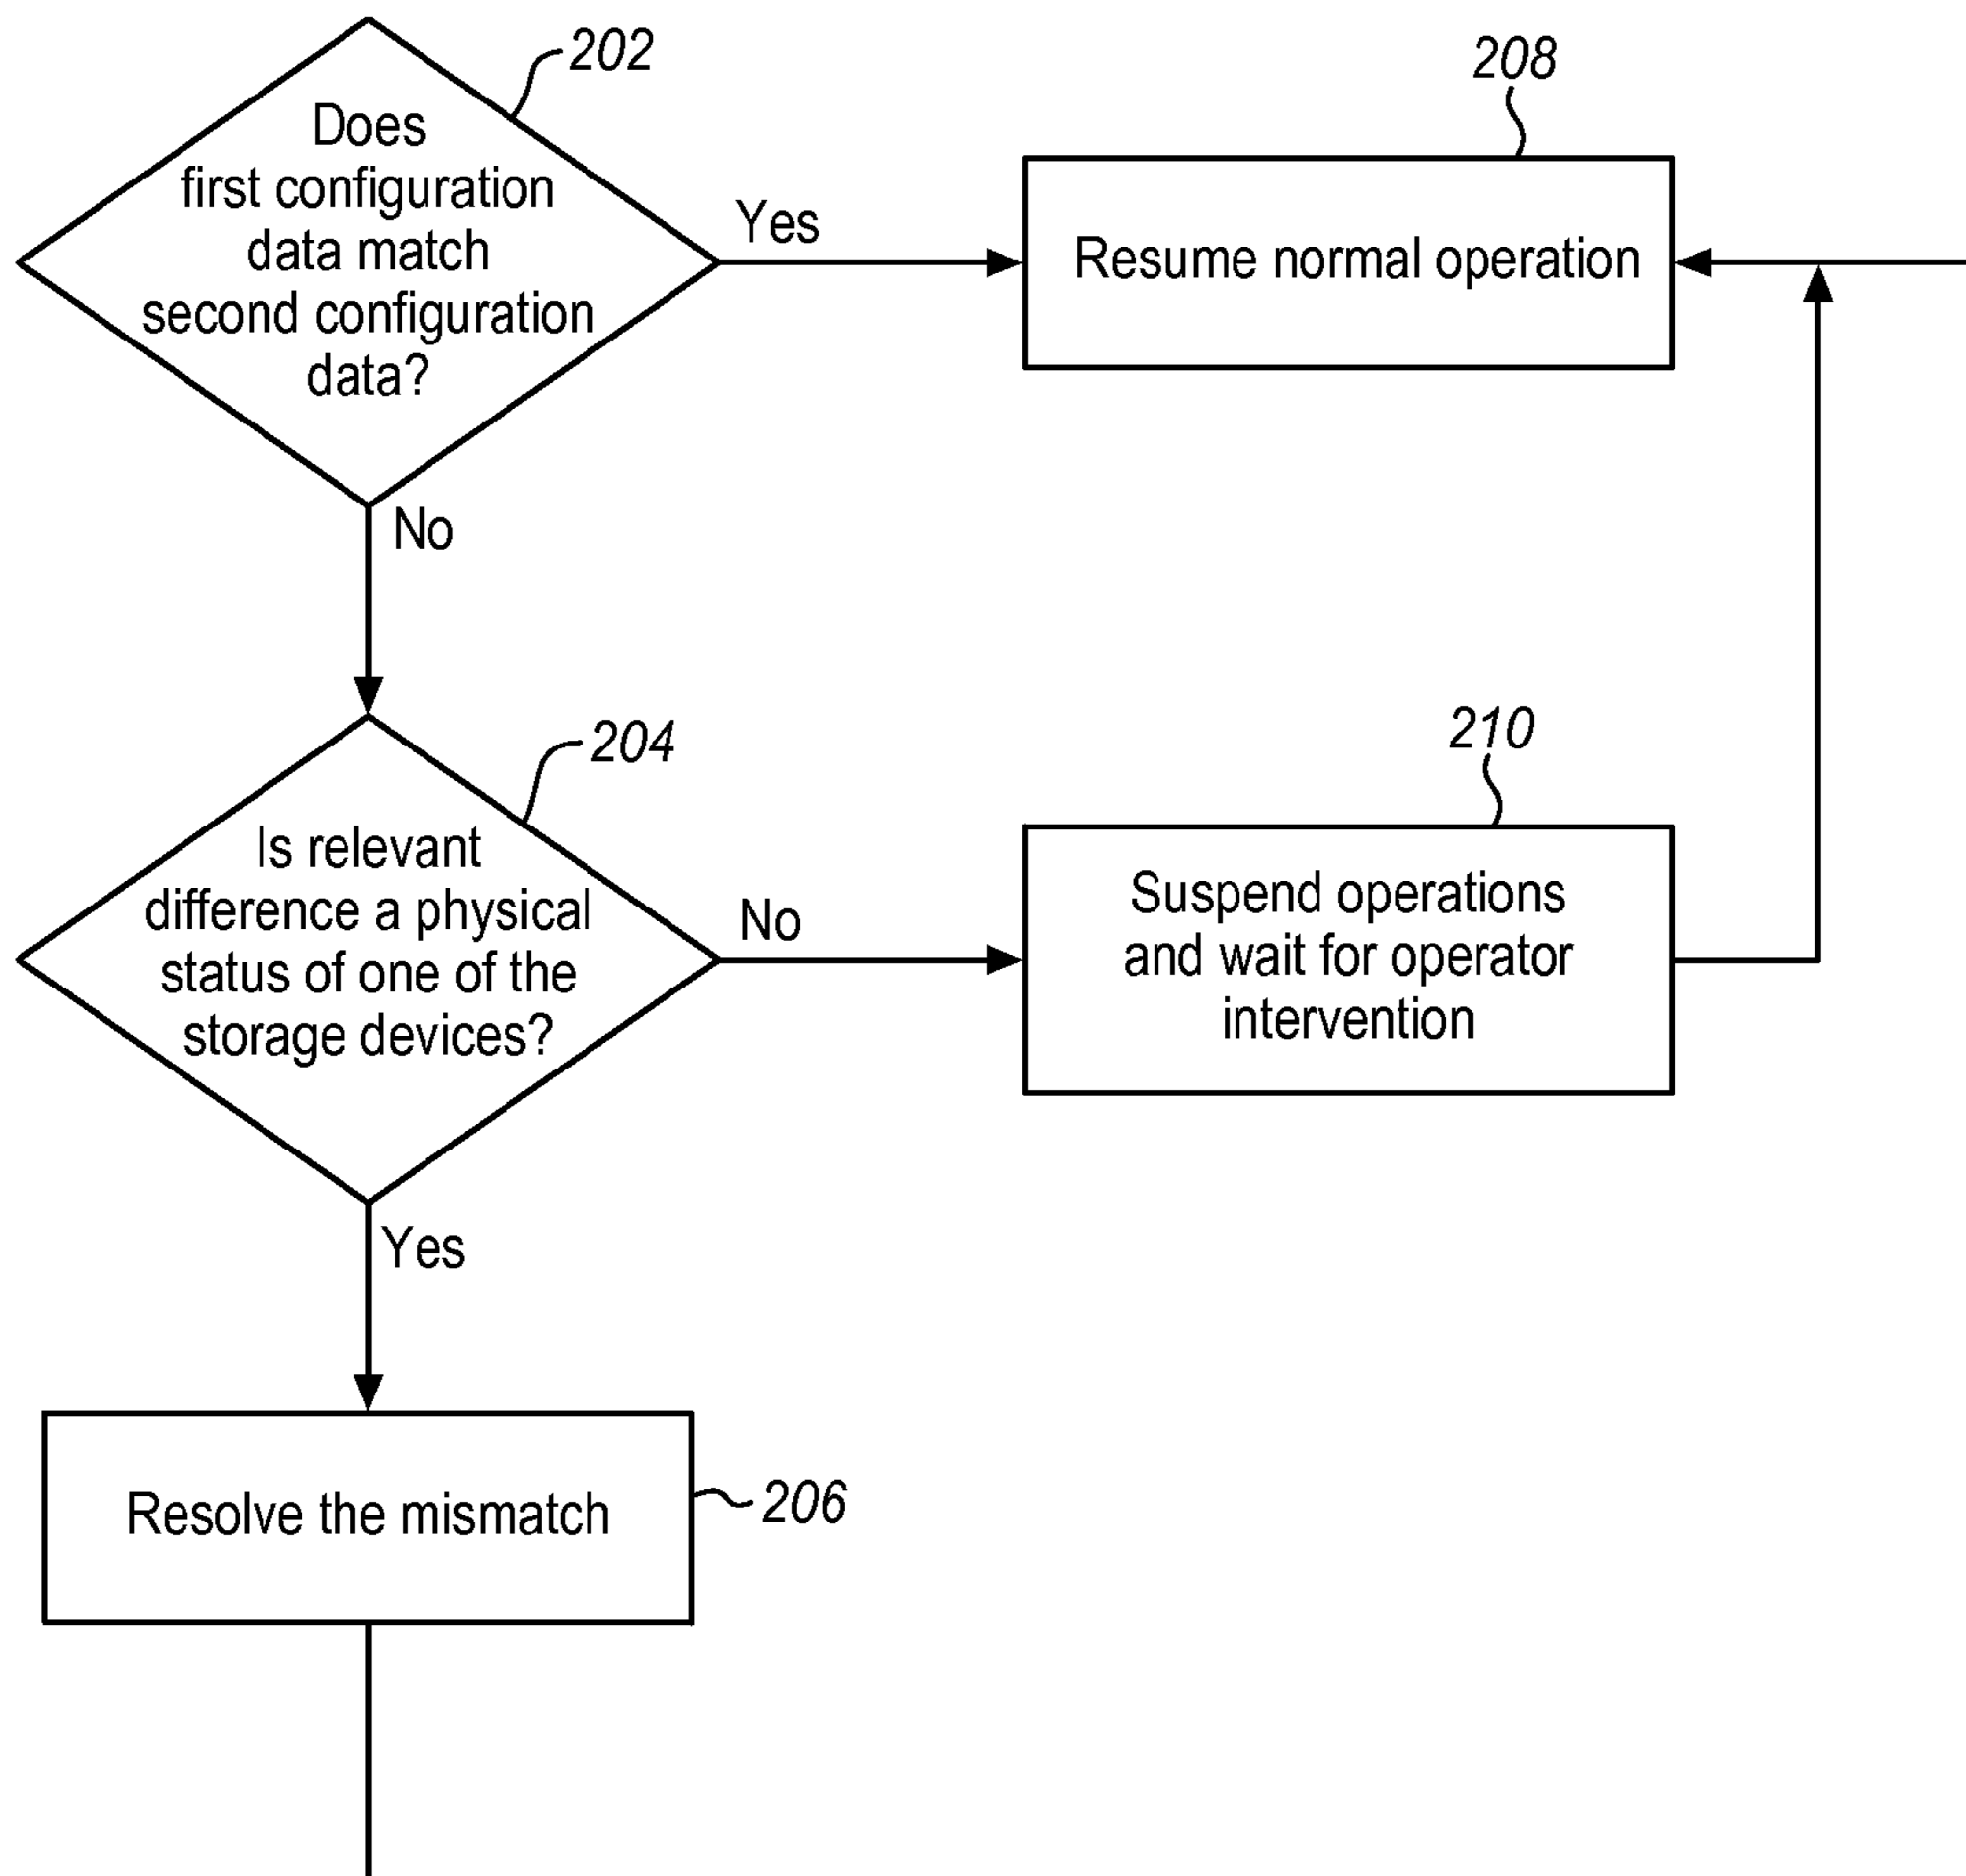 202
Does
first configuration
data match
second configuration
data?
Yes
No
208
Resume normal operation
204
Is relevant
difference a physical
status of one of the
storage devices?
No
Yes
210
Suspend operations
and wait for operator
intervention
Resolve the mismatch
206